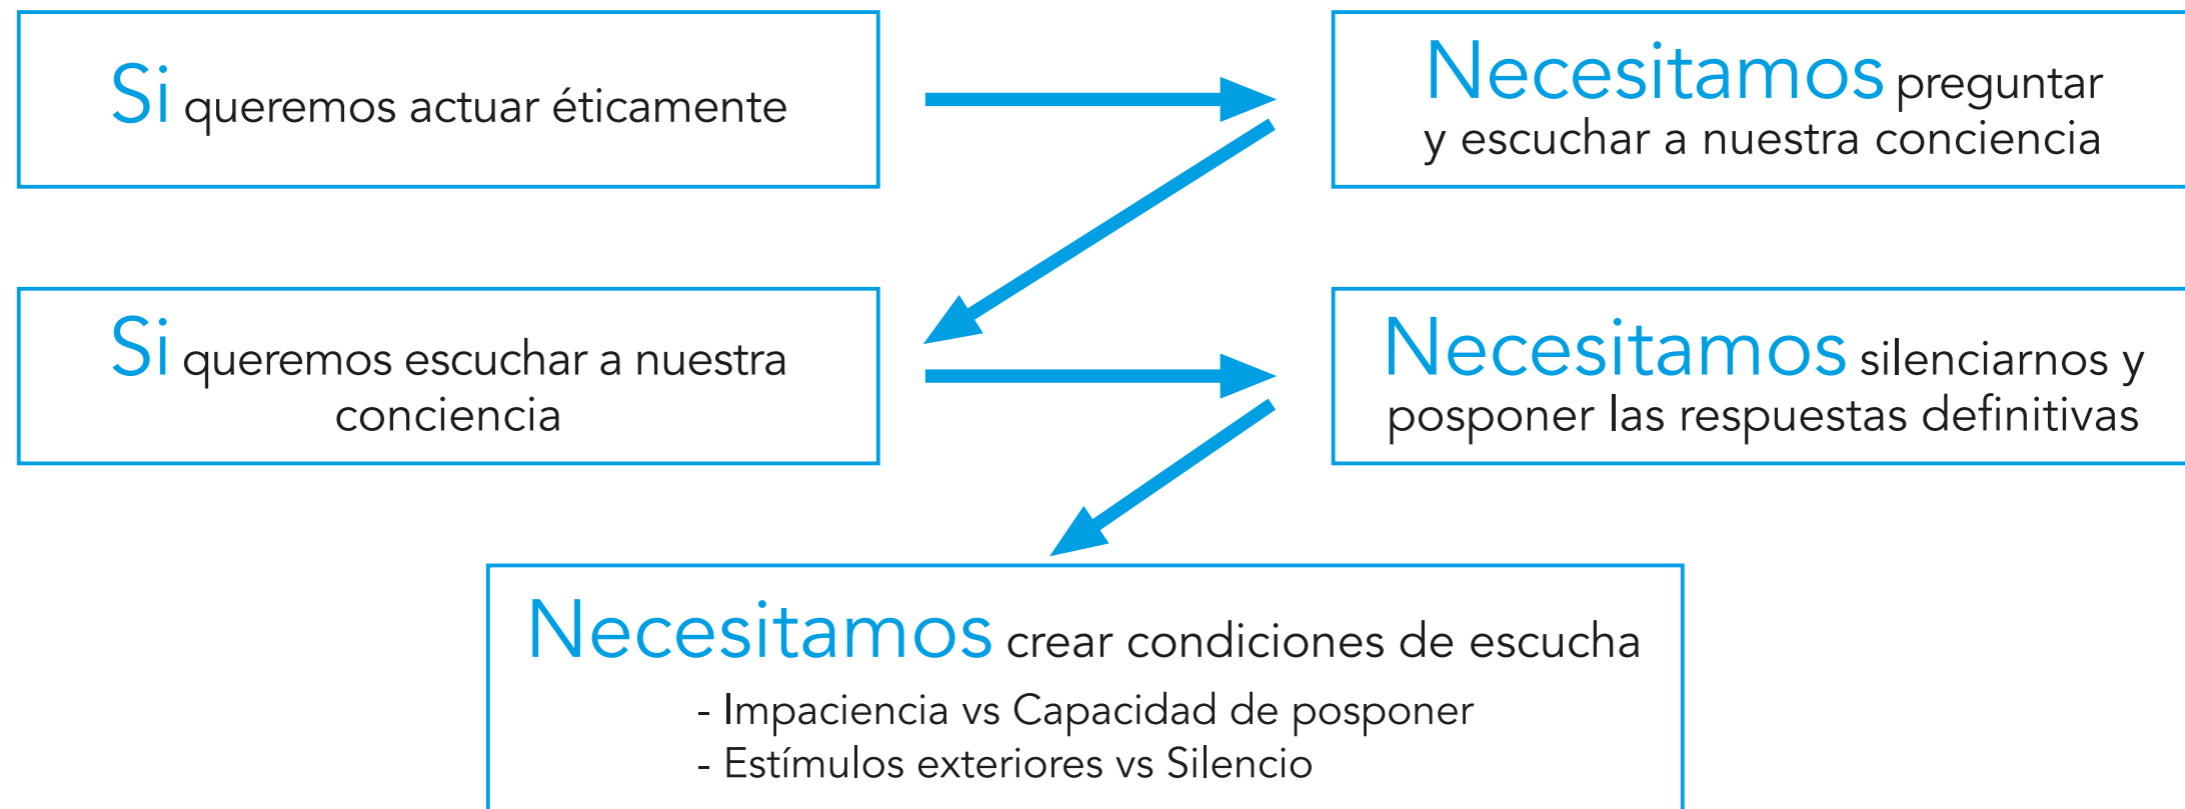 Si queremos actuar éticamente
Necesitamos preguntar
y escuchar a nuestra conciencia
Si queremos escuchar a nuestra
conciencia
Necesitamos silenciarnos y
posponer las respuestas definitivas
Necesitamos crear condiciones de escucha
- Impaciencia vs Capacidad de posponer
- Estímulos exteriores vs Silencio